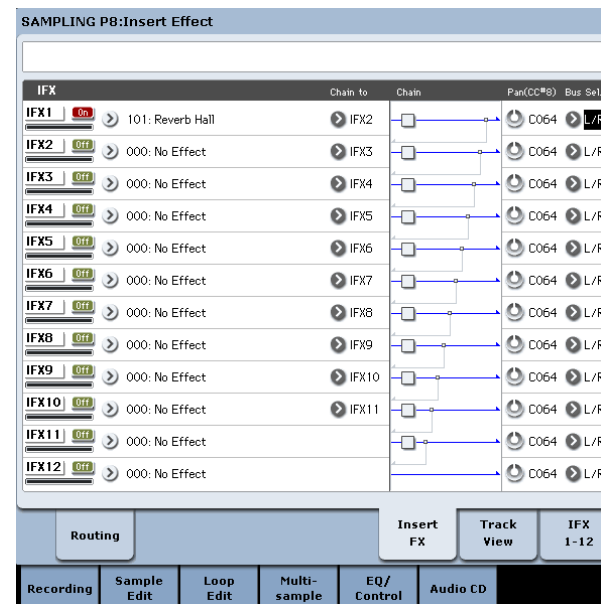 SAMPLING P8:Insert Effect
IFX Chain to Chain Pan(CC#8) Bus Sel.
IFX1 On 101: Reverb Hall IFX2 C064 L/R
IFX2 Off 000: No Effect IFX3 C064 L/R
IFX3 Off 000: No Effect IFX4 C064 L/R
IFX4 Off 000: No Effect IFX5 C064 L/R
IFX5 Off 000: No Effect IFX6 C064 L/R
IFX6 Off 000: No Effect IFX7 C064 L/R
IFX7 Off 000: No Effect IFX8 C064 L/R
IFX8 Off 000: No Effect IFX9 C064 L/R
IFX9 Off 000: No Effect IFX10 C064 L/R
IFX10 Off 000: No Effect IFX11 C064 L/R
IFX11 Off 000: No Effect C064 L/R
IFX12 Off 000: No Effect C064 L/R
Routing Insert FX Track View IFX 1-12
Recording Sample Edit Loop Edit Multi-sample EQ/Control Audio CD